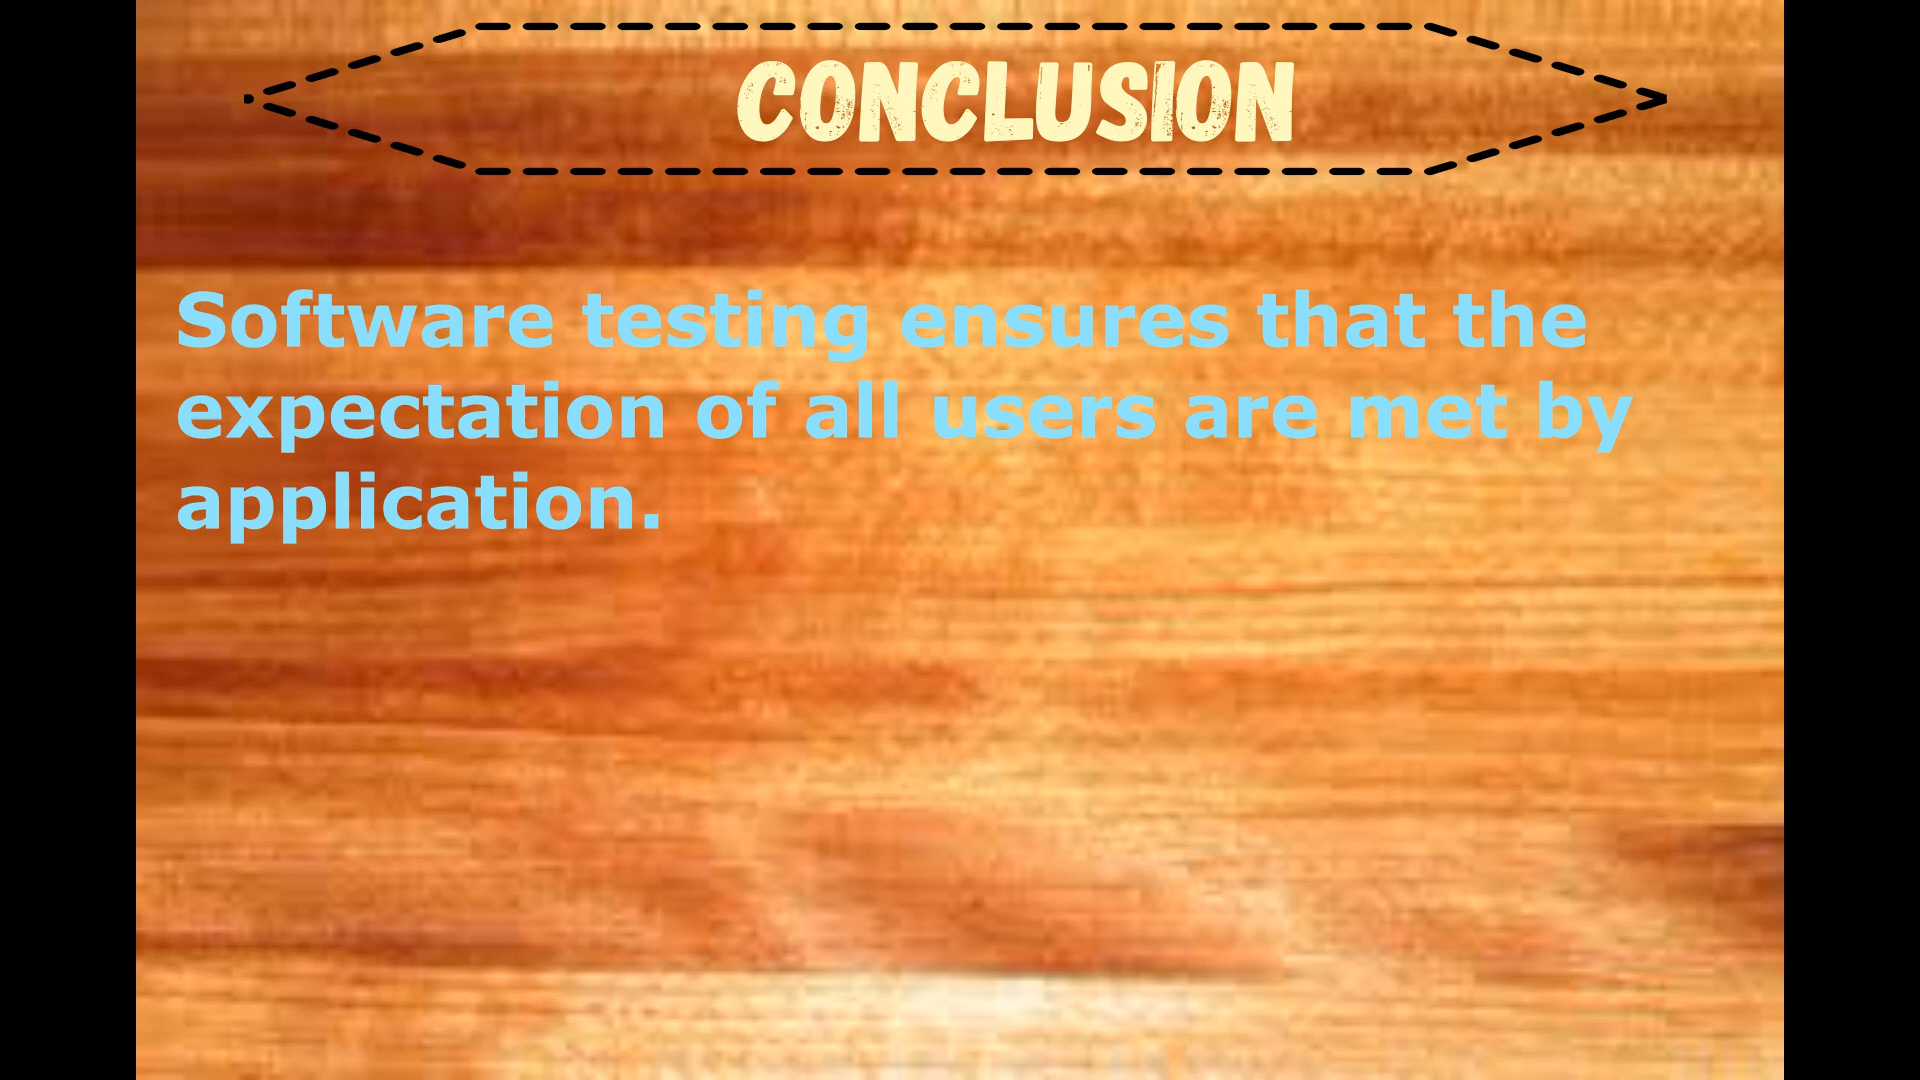 CONCLUSION
Software testing ensures that the
expectation of all users are met by
application.